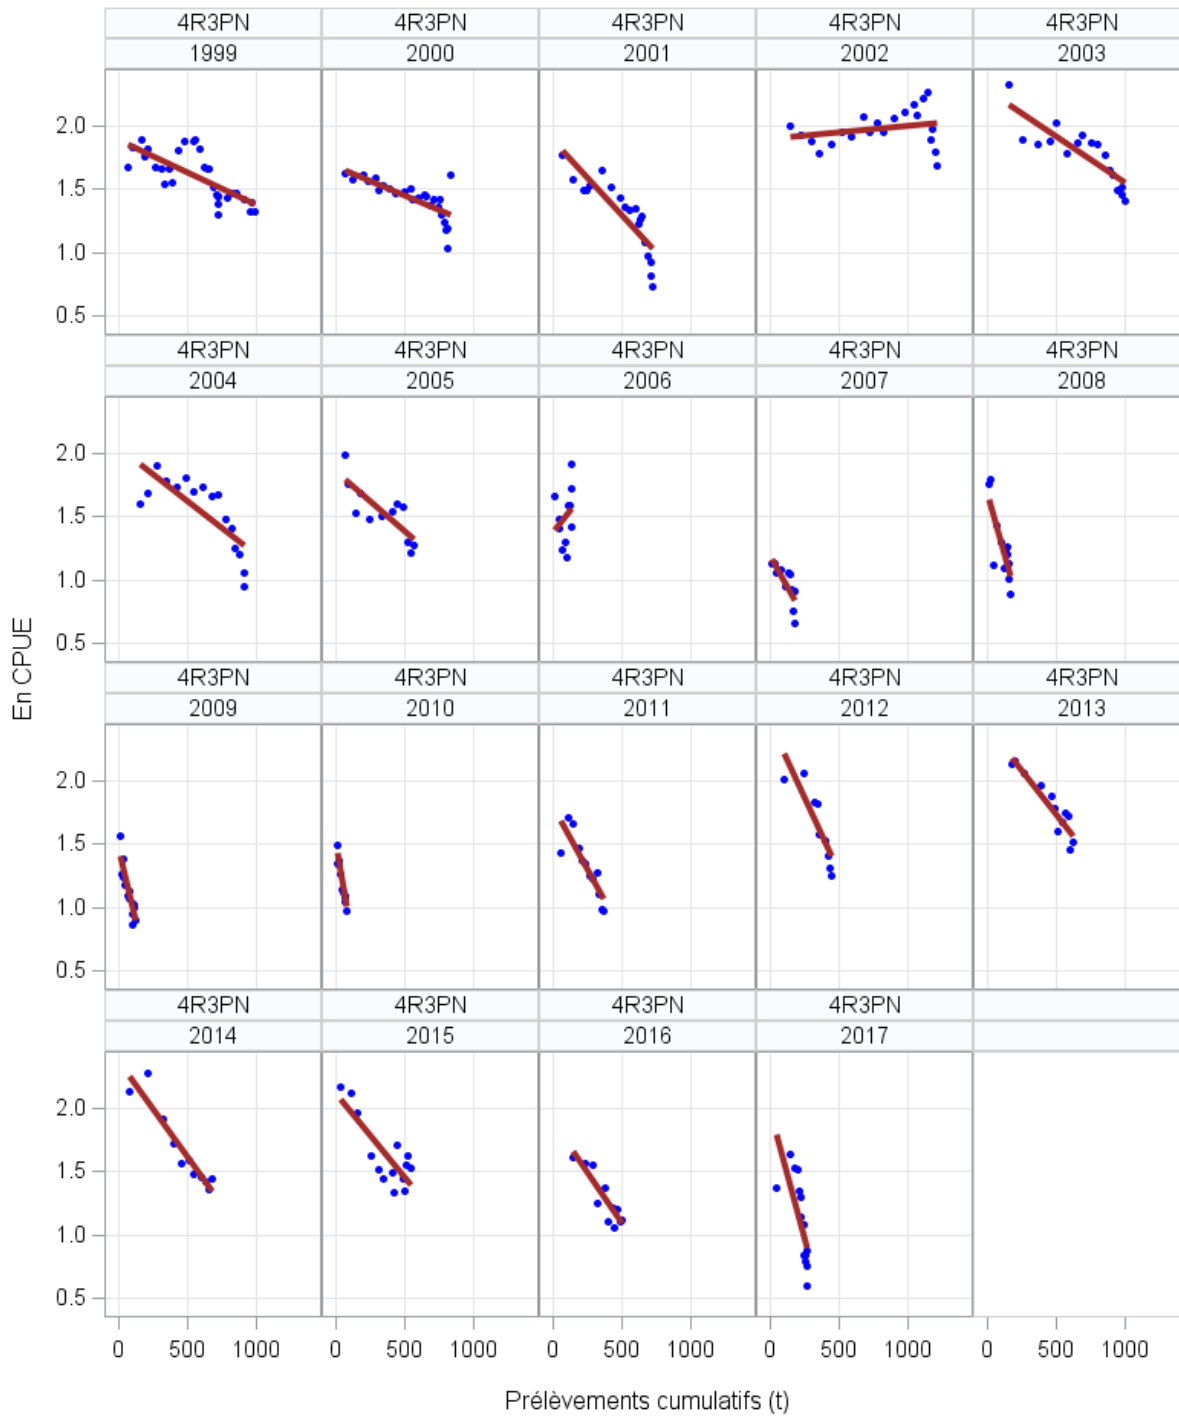 4R3PN 4R3PN 4R3PN 4R3PN 4R3PN
1999 2000 2001 2002 2003
2.0
1.5
1.0
0.5
4R3PN 4R3PN 4R3PN 4R3PN 4R3PN
2004 2005 2006 2007 2008
2.0
1.5
1.0
0.5
En CPUE
4R3PN 4R3PN 4R3PN 4R3PN 4R3PN
2009 2010 2011 2012 2013
2.0
1.5
1.0
0.5
4R3PN 4R3PN 4R3PN 4R3PN
2014 2015 2016 2017
2.0
1.5
1.0
0.5
0 500 1000 0 500 1000 0 500 1000 0 500 1000 0 500 1000
Prélèvements cumulatifs (t)